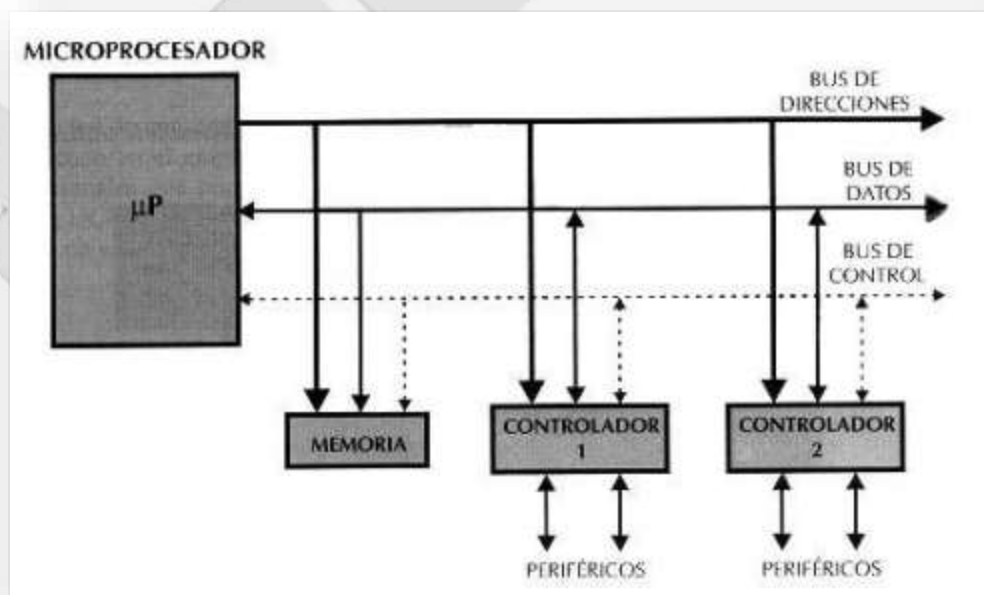 MICROPROCESADOR
µP
BUS DE
DIRECCIONES
BUS DE
DATOS
BUS DE
CONTROL
MEMORIA
CONTROLADOR
1
CONTROLADOR
2
PERIFÉRICOS
PERIFÉRICOS